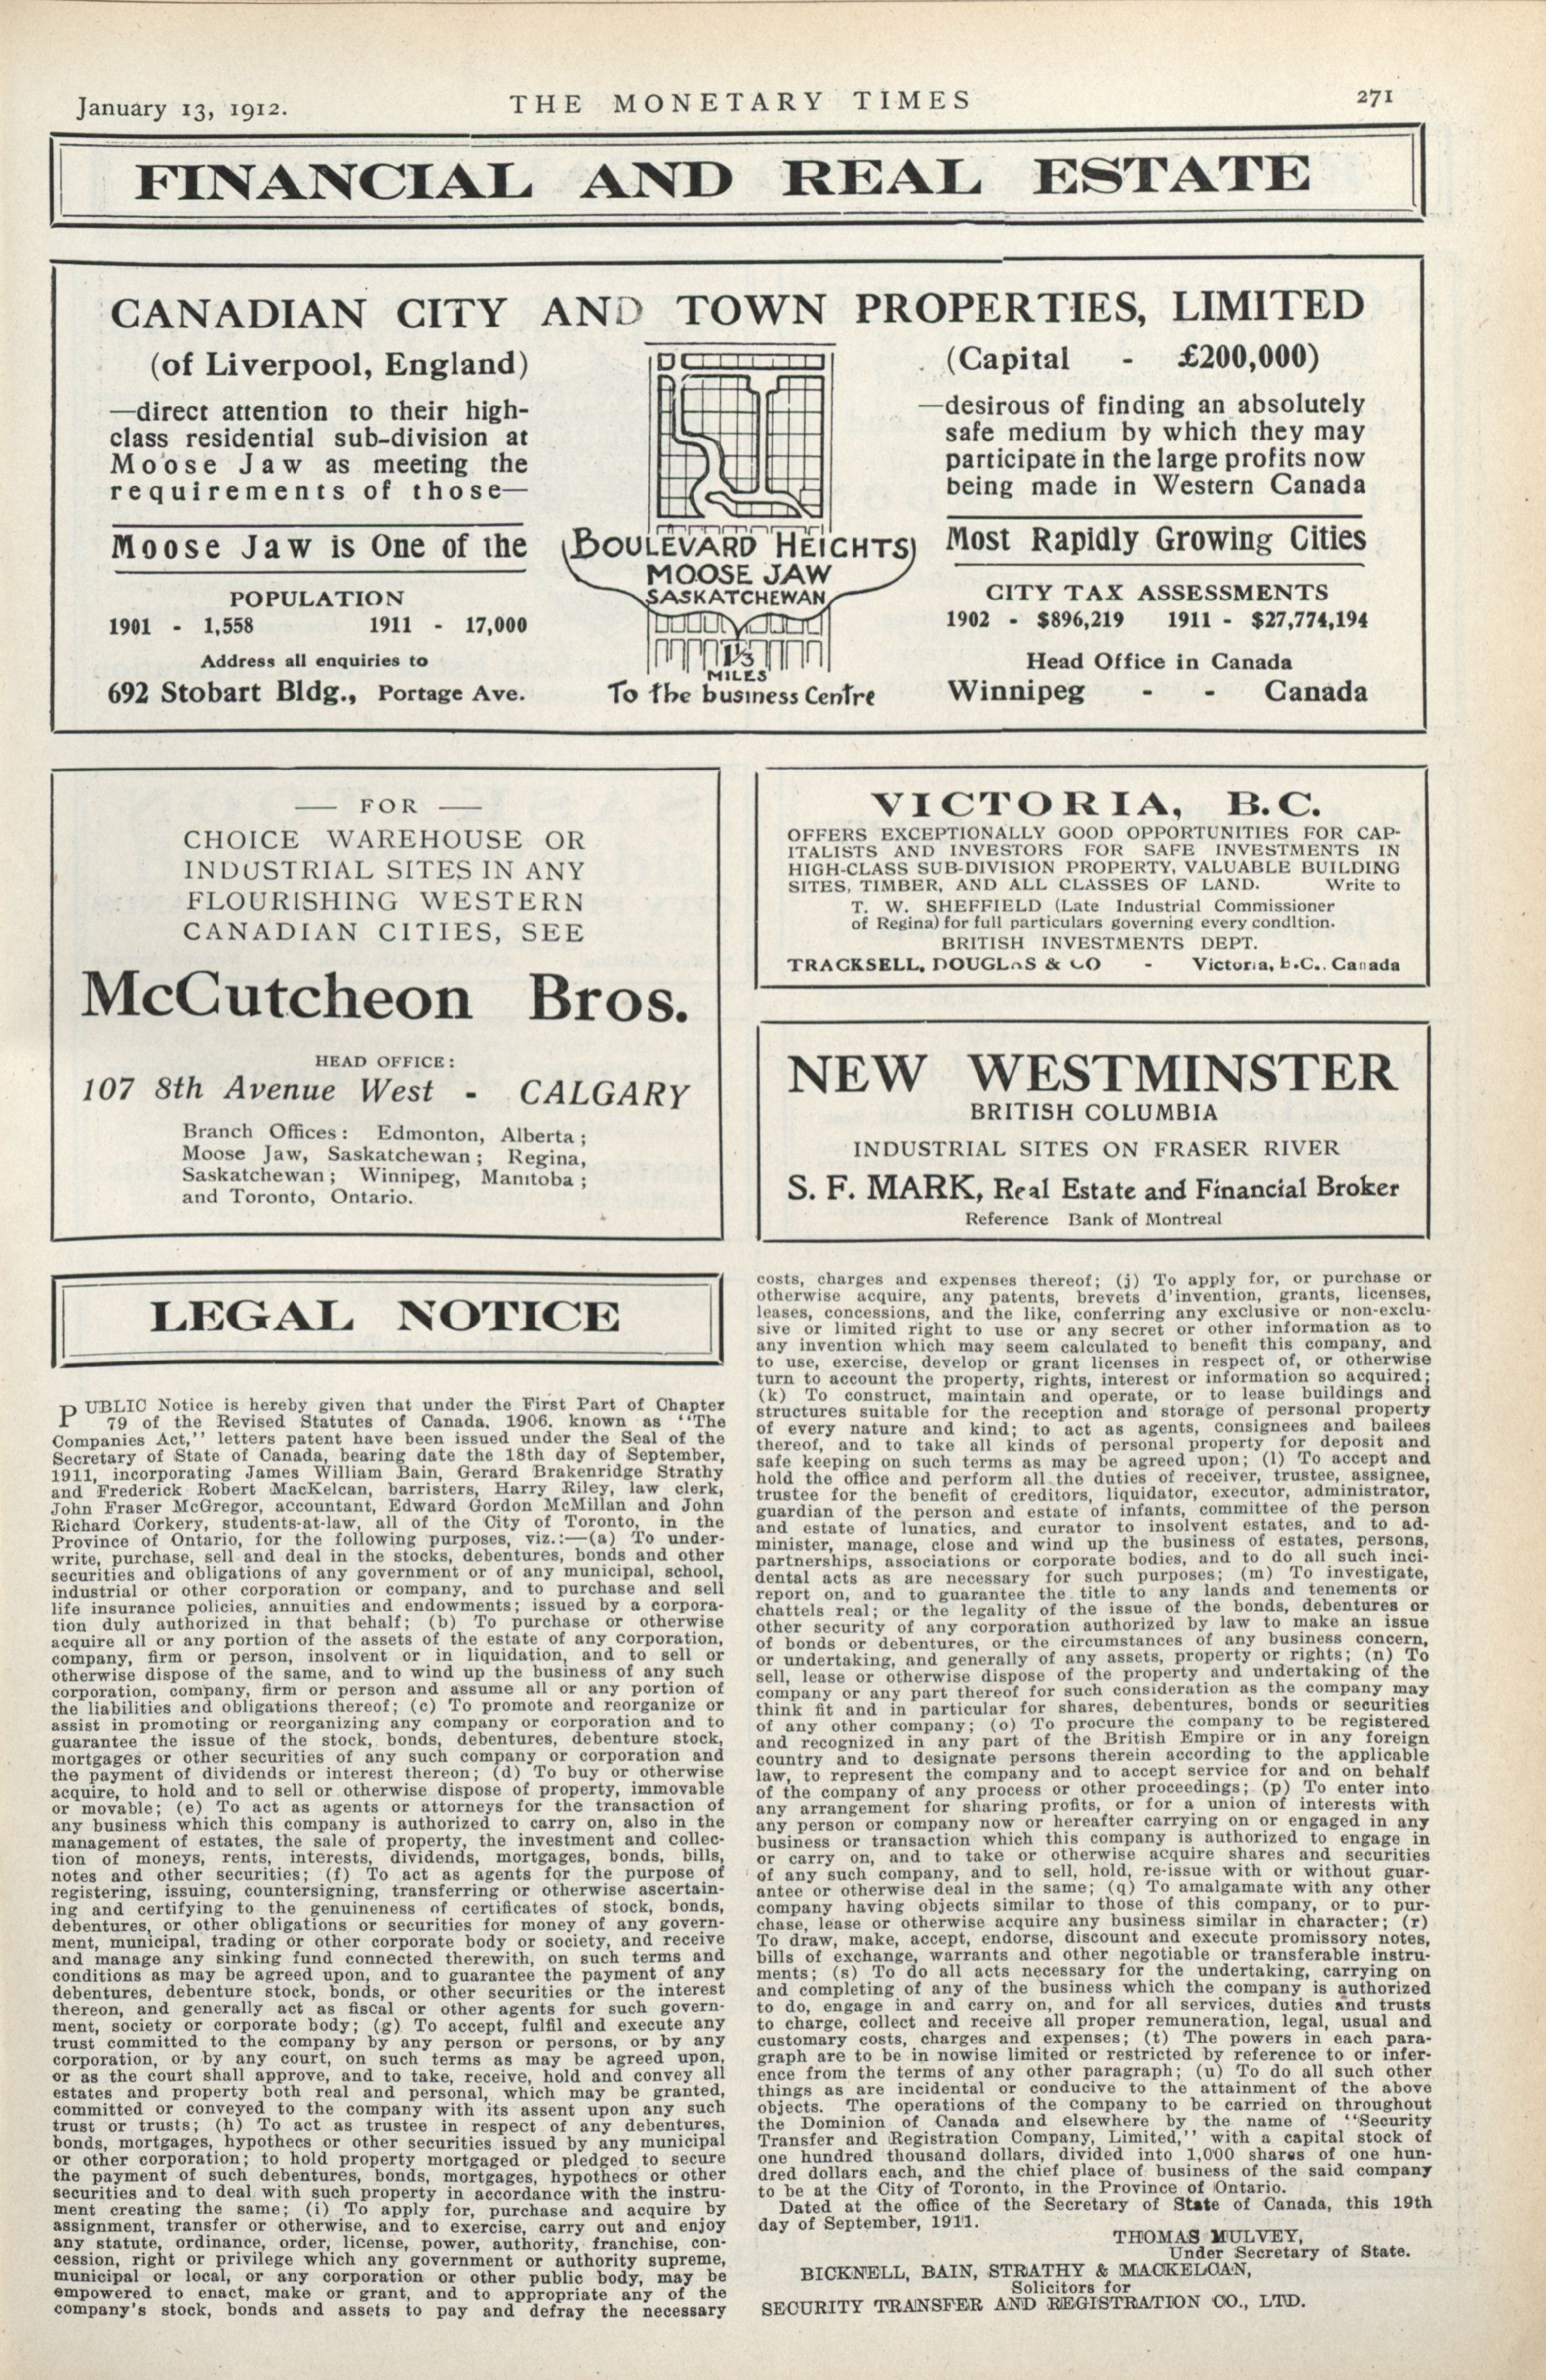 January 13, 1912.
THE MONETARY TIMES
271
FINANCIAL AND REAL ESTATE
CANADIAN CITY AND TOWN PROPERTIES, LIMITED
(of Liverpool, England)
—direct attention to their high-
class residential sub-division at
Moose Jaw as meeting the
requirements of those—
(Capital - £200,000)
—desirous of finding an absolutely
safe medium by which they may
participate in the large profits now
being made in Western Canada
Moose Jaw is One of the
Most Rapidly Growing Cities
POPULATION
1901 - 1,558 1911 - 17,000
Address all enquiries to
692 Stobart Bldg., Portage Ave.
BOULEVARD HEIGHTS
MOOSE JAW
SASKATCHEWAN
MILES
To the business Centre
CITY TAX ASSESSMENTS
1902 - $896,219 1911 - $27,774,194
Head Office in Canada
Winnipeg - - Canada
— FOR —
CHOICE WAREHOUSE OR
INDUSTRIAL SITES IN ANY
FLOURISHING WESTERN
CANADIAN CITIES, SEE
McCutcheon Bros.
HEAD OFFICE:
107 8th Avenue West - CALGARY
Branch Offices: Edmonton, Alberta;
Moose Jaw, Saskatchewan; Regina,
Saskatchewan; Winnipeg, Manitoba;
and Toronto, Ontario.
VICTORIA, B.C.
OFFERS EXCEPTIONALLY GOOD OPPORTUNITIES FOR CAP-
ITALISTS AND INVESTORS FOR SAFE INVESTMENTS IN
HIGH-CLASS SUB-DIVISION PROPERTY, VALUABLE BUILDING
SITES, TIMBER, AND ALL CLASSES OF LAND. Write to
T. W. SHEFFIELD (Late Industrial Commissioner
of Regina) for full particulars governing every condition.
BRITISH INVESTMENTS DEPT.
TRACKSELL, DOUGLAS & CO - Victoria, B.C., Canada
NEW WESTMINSTER
BRITISH COLUMBIA
INDUSTRIAL SITES ON FRASER RIVER
S. F. MARK, Real Estate and Financial Broker
Reference Bank of Montreal
LEGAL NOTICE
PUBLIC Notice is hereby given that under the First Part of Chapter
79 of the Revised Statutes of Canada, 1906, known as "The
Companies Act," letters patent have been issued under the Seal of the
Secretary of State of Canada, bearing date the 18th day of September,
1911, incorporating James William Bain, Gerard Brakenridge Strathy
and Frederick Robert MacKelcan, barristers, Harry Riley, law clerk,
John Fraser McGregor, accountant, Edward Gordon McMillan and John
Richard Corkery, students-at-law, all of the City of Toronto, in the
Province of Ontario, for the following purposes, viz.:—(a) To under-
write, purchase, sell and deal in the stocks, debentures, bonds and other
securities and obligations of any government or of any municipal, school,
industrial or other corporation or company, and to purchase and sell
life insurance policies, annuities and endowments; issued by a corpora-
tion duly authorized in that behalf; (b) To purchase or otherwise
acquire all or any portion of the assets of the estate of any corporation,
company, firm or person, insolvent or in liquidation, and to sell or
otherwise dispose of the same, and to wind up the business of any such
corporation, company, firm or person and assume all or any portion of
the liabilities and obligations thereof; (c) To promote and reorganize or
assist in promoting or reorganizing any company or corporation and to
guarantee the issue of the stock, bonds, debentures, debenture stock,
mortgages or other securities of any such company or corporation and
the payment of dividends or interest thereon; (d) To buy or otherwise
acquire, to hold and to sell or otherwise dispose of property, immovable
or movable; (e) To act as agents or attorneys for the transaction of
any business which this company is authorized to carry on, also in the
management of estates, the sale of property, the investment and collec-
tion of moneys, rents, interests, dividends, mortgages, bonds, bills,
notes and other securities; (f) To act as agents for the purpose of
registering, issuing, countersigning, transferring or otherwise ascertain-
ing and certifying to the genuineness of certificates of stock, bonds,
debentures, or other obligations or securities for money of any govern-
ment, municipal, trading or other corporate body or society, and receive
and manage any sinking fund connected therewith, on such terms and
conditions as may be agreed upon, and to guarantee the payment of any
debentures, debenture stock, bonds, or other securities or the interest
thereon, and generally act as fiscal or other agents for such govern-
ment, society or corporate body; (g) To accept, fulfil and execute any
trust committed to the company by any person or persons, or by any
corporation, or by any court, on such terms as may be agreed upon,
or as the court shall approve, and to take, receive, hold and convey all
estates and property both real and personal, which may be granted,
committed or conveyed to the company with its assent upon any such
trust or trusts; (h) To act as trustee in respect of any debentures,
bonds, mortgages, hypothecs or other securities issued by any municipal
or other corporation; to hold property mortgaged or pledged to secure
the payment of such debentures, bonds, mortgages, hypothecs or other
securities and to deal with such property in accordance with the instru-
ment creating the same; (i) To apply for, purchase and acquire by
assignment, transfer or otherwise, and to exercise, carry out and enjoy
any statute, ordinance, order, license, power, authority, franchise, con-
cession, right or privilege which any government or authority supreme,
municipal or local, or any corporation or other public body, may be
empowered to enact, make or grant, and to appropriate any of the
company's stock, bonds and assets to pay and defray the necessary
costs, charges and expenses thereof; (j) To apply for, or purchase or
otherwise acquire, any patents, brevets d'invention, grants, licenses,
leases, concessions, and the like, conferring any exclusive or non-exclu-
sive or limited right to use or any secret or other information as to
any invention which may seem calculated to benefit this company, and
to use, exercise, develop or grant licenses in respect of, or otherwise
turn to account the property, rights, interest or information so acquired;
(k) To construct, maintain and operate, or to lease buildings and
structures suitable for the reception and storage of personal property
of every nature and kind; to act as agents, consignees and bailees
thereof, and to take all kinds of personal property for deposit and
safe keeping on such terms as may be agreed upon; (l) To accept and
hold the office and perform all the duties of receiver, trustee, assignee,
trustee for the benefit of creditors, liquidator, executor, administrator,
guardian of the person and estate of infants, committee of the person
and estate of lunatics, and curator to insolvent estates, and to ad-
minister, manage, close and wind up the business of estates, persons,
partnerships, associations or corporate bodies, and to do all such inci-
dental acts as are necessary for such purposes; (m) To investigate,
report on, and to guarantee the title to any lands and tenements or
chattels real; or the legality of the issue of the bonds, debentures or
other security of any corporation authorized by law to make an issue
of bonds or debentures, or the circumstances of any business concern,
or undertaking, and generally of any assets, property or rights; (n) To
sell, lease or otherwise dispose of the property and undertaking of the
company or any part thereof for such consideration as the company may
think fit and in particular for shares, debentures, bonds or securities
of any other company; (o) To procure the company to be registered
and recognized in any part of the British Empire or in any foreign
country and to designate persons therein according to the applicable
law, to represent the company and to accept service for and on behalf
of the company of any process or other proceedings; (p) To enter into
any arrangement for sharing profits, or for a union of interests with
any person or company now or hereafter carrying on or engaged in any
business or transaction which this company is authorized to engage in
or carry on, and to take or otherwise acquire shares and securities
of any such company, and to sell, hold, re-issue with or without guar-
antee or otherwise deal in the same; (q) To amalgamate with any other
company having objects similar to those of this company, or to pur-
chase, lease or otherwise acquire any business similar in character; (r)
To draw, make, accept, endorse, discount and execute promissory notes,
bills of exchange, warrants and other negotiable or transferable instru-
ments; (s) To do all acts necessary for the undertaking, carrying on
and completing of any of the business which the company is authorized
to do, engage in and carry on, and for all services, duties and trusts
to charge, collect and receive all proper remuneration, legal, usual and
customary costs, charges and expenses; (t) The powers in each para-
graph are to be in nowise limited or restricted by reference to or infer-
ence from the terms of any other paragraph; (u) To do all such other
things as are incidental or conducive to the attainment of the above
objects. The operations of the company to be carried on throughout
the Dominion of Canada and elsewhere by the name of "Security
Transfer and Registration Company, Limited," with a capital stock of
one hundred thousand dollars, divided into 1,000 shares of one hun-
dred dollars each, and the chief place of business of the said company
to be at the City of Toronto, in the Province of Ontario.
Dated at the office of the Secretary of State of Canada, this 19th
day of September, 1911.
THOMAS MULVEY,
Under Secretary of State.
BICKNELL, BAIN, STRATHY & MACKELCAN,
Solicitors for
SECURITY TRANSFER AND REGISTRATION CO., LTD.